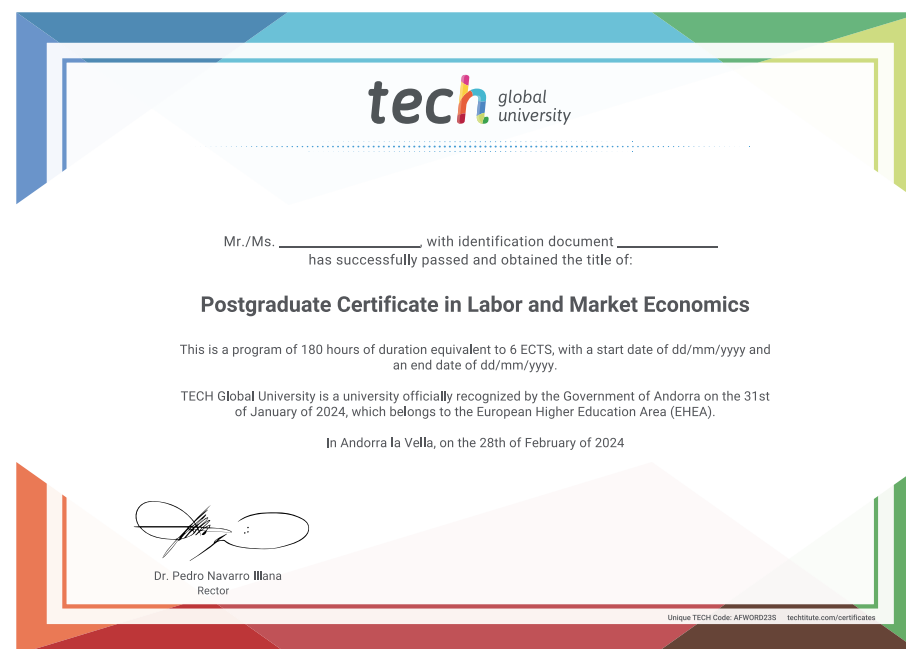 tech global university
Mr./Ms. ____________________, with identification document ______________
has successfully passed and obtained the title of:
Postgraduate Certificate in Labor and Market Economics
This is a program of 180 hours of duration equivalent to 6 ECTS, with a start date of dd/mm/yyyy and
an end date of dd/mm/yyyy.
TECH Global University is a university officially recognized by the Government of Andorra on the 31st
of January of 2024, which belongs to the European Higher Education Area (EHEA).
In Andorra la Vella, on the 28th of February of 2024
Dr. Pedro Navarro Illana
Rector
Unique TECH Code: AFWORD23S techtitute.com/certificates